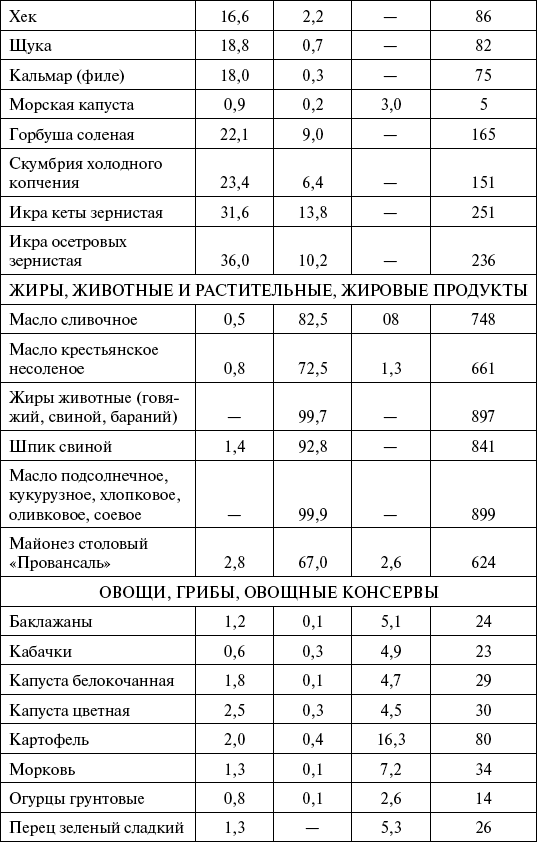 Хек 16,6 2,2 — 86
Щука 18,8 0,7 — 82
Кальмар (филе) 18,0 0,3 — 75
Морская капуста 0,9 0,2 3,0 5
Горбуша соленая 22,1 9,0 — 165
Скумбрия холодного
копчения 23,4 6,4 — 151
Икра кеты зернистая 31,6 13,8 — 251
Икра осетровых
зернистая 36,0 10,2 — 236
ЖИРЫ, ЖИВОТНЫЕ И РАСТИТЕЛЬНЫЕ, ЖИРОВЫЕ ПРОДУКТЫ
Масло сливочное 0,5 82,5 08 748
Масло крестьянское
несоленое 0,8 72,5 1,3 661
Жиры животные (говя-
жий, свиной, бараний) — 99,7 — 897
Шпик свиной 1,4 92,8 — 841
Масло подсолнечное,
кукурузное, хлопковое,
оливковое, соевое — 99,9 — 899
Майонез столовый
«Провансаль» 2,8 67,0 2,6 624
ОВОЩИ, ГРИБЫ, ОВОЩНЫЕ КОНСЕРВЫ
Баклажаны 1,2 0,1 5,1 24
Кабачки 0,6 0,3 4,9 23
Капуста белокочанная 1,8 0,1 4,7 29
Капуста цветная 2,5 0,3 4,5 30
Картофель 2,0 0,4 16,3 80
Морковь 1,3 0,1 7,2 34
Огурцы грунтовые 0,8 0,1 2,6 14
Перец зеленый сладкий 1,3 — 5,3 26